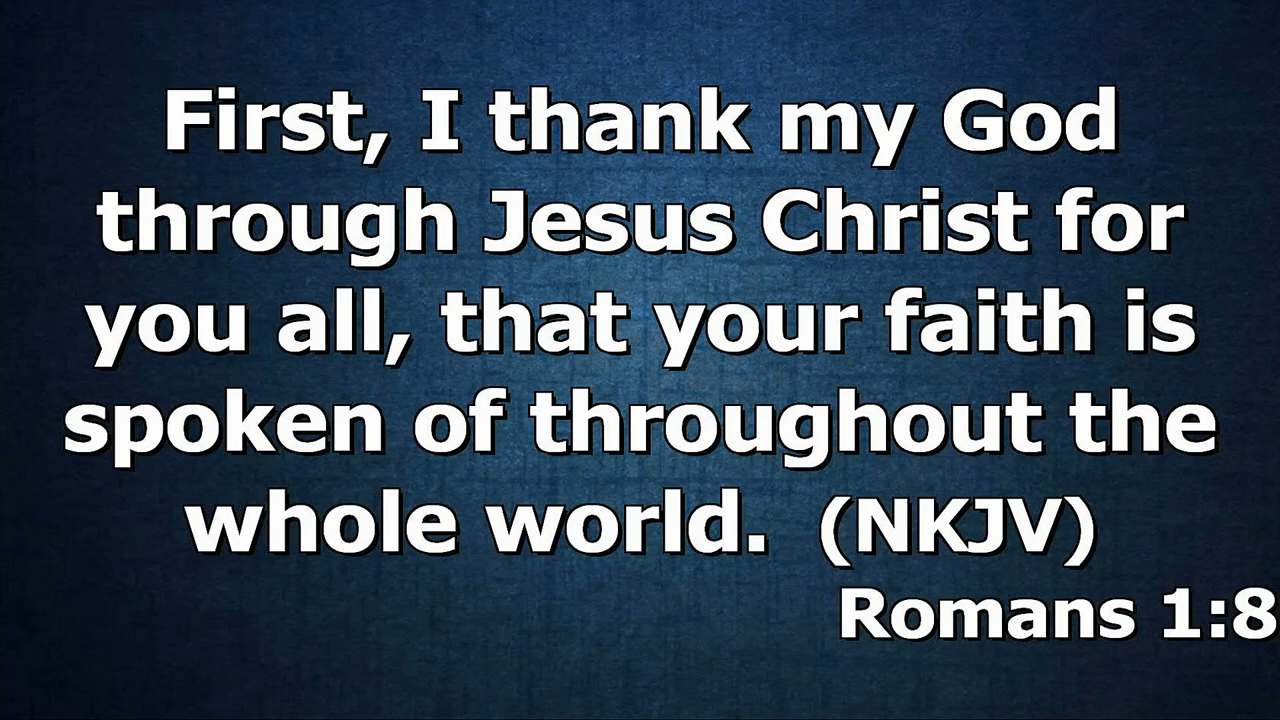 First, I thank my God
through Jesus Christ for
you all, that your faith is
spoken of throughout the
whole world.  (NKJV)
Romans 1:8